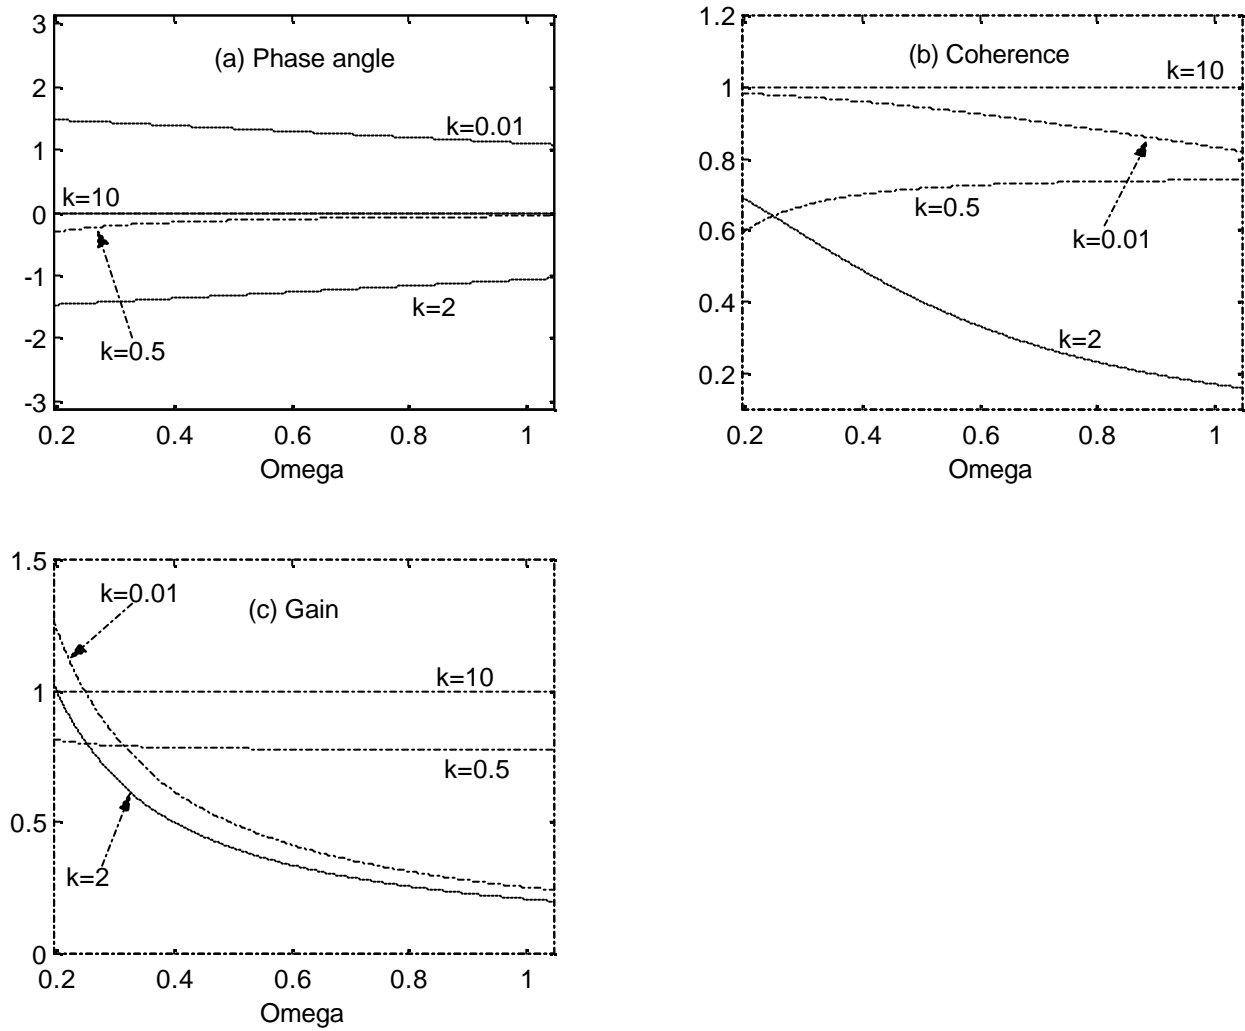 (a) Phase angle
3
2
1
0
-1
-2
-3
k=0.01
k=10
k=2
k=0.5
0.2 0.4 0.6 0.8 1
Omega
(b) Coherence
1.2
1
0.8
0.6
0.4
0.2
k=10
k=0.5
k=0.01
k=2
0.2 0.4 0.6 0.8 1
Omega
(c) Gain
1.5
1
0.5
0
k=0.01
k=10
k=0.5
k=2
0.2 0.4 0.6 0.8 1
Omega